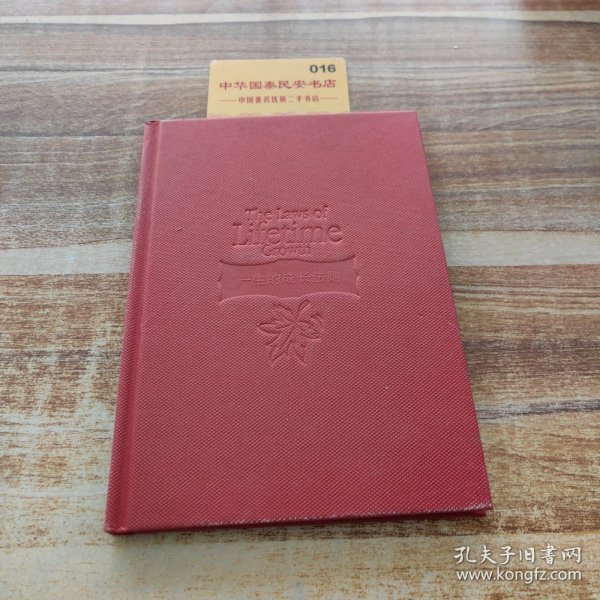 016
中华国泰民安书店
中国著名优质二手书店
The Laws of
Lifetime
Growth
一生的成长法则
孔夫子旧书网
www.kongfz.com